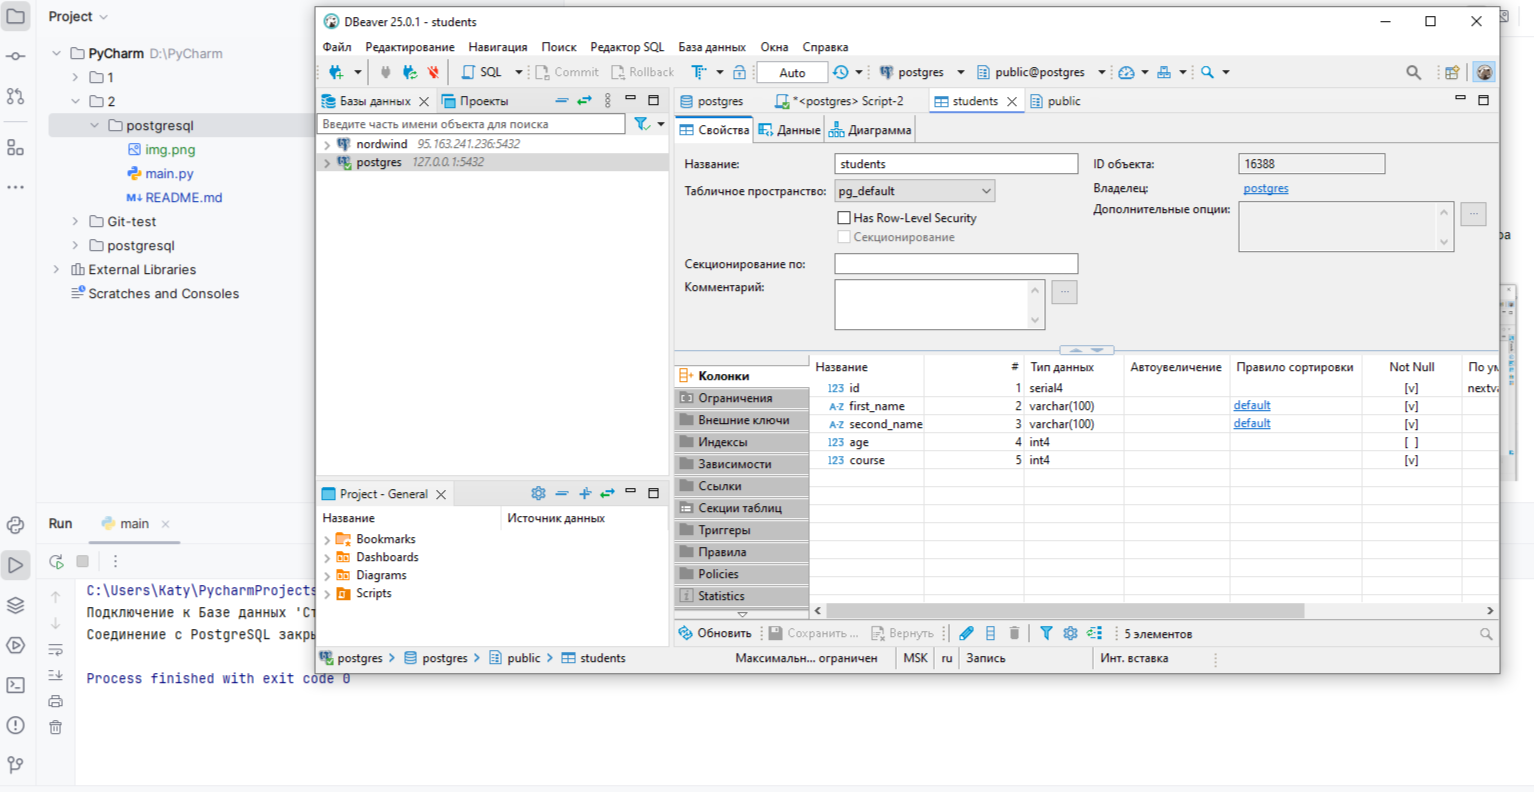 Project
PyCharm D:\PyCharm
1
2
postgresql
img.png
main.py
M↓ README.md
Git-test
postgresql
External Libraries
Scratches and Consoles
DBeaver 25.0.1 - students
Файл Редактирование Навигация Поиск Редактор SQL База данных Окна Справка
SQL Commit Rollback Auto postgres public@postgres
Базы данных Проекты
Введите часть имени объекта для поиска
nordwind 95.163.241.236:5432
postgres 127.0.0.1:5432
postgres *<postgres> Script-2 students public
Свойства Данные Диаграмма
Название: students ID объекта: 16388
Табличное пространство: pg_default Владелец: postgres
Has Row-Level Security Дополнительные опции: ...
Секционирование
Секционирование по:
Комментарий: ...
ра
Колонки
Ограничения
Внешние ключи
Индексы
Зависимости
Ссылки
Секции таблиц
Триггеры
Правила
Policies
Statistics
Название # Тип данных Автоувеличение Правило сортировки Not Null По ум
123 id 1 serial4 [v] nextva
A-Z first_name 2 varchar(100) default [v]
A-Z second_name 3 varchar(100) default [v]
123 age 4 int4 [ ]
123 course 5 int4 [v]
Обновить Сохранить ... Вернуть 5 элементов
Project - General
Название Источник данных
Bookmarks
Dashboards
Diagrams
Scripts
postgres postgres public students Максимальн... ограничен MSK ru Запись Инт. вставка
Run main
C:\Users\Katy\PycharmProjects
Подключение к Базе данных 'Ст
Соединение с PostgreSQL закры
Process finished with exit code 0